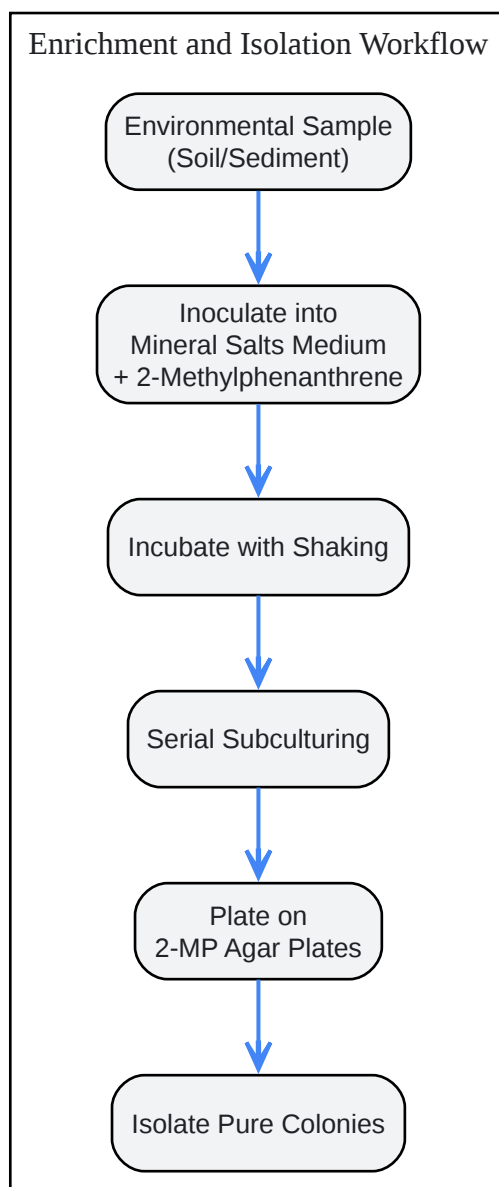 Enrichment and Isolation Workflow
Environmental Sample
(Soil/Sediment)
Inoculate into
Mineral Salts Medium
+ 2-Methylphenanthrene
Incubate with Shaking
Serial Subculturing
Plate on
2-MP Agar Plates
Isolate Pure Colonies